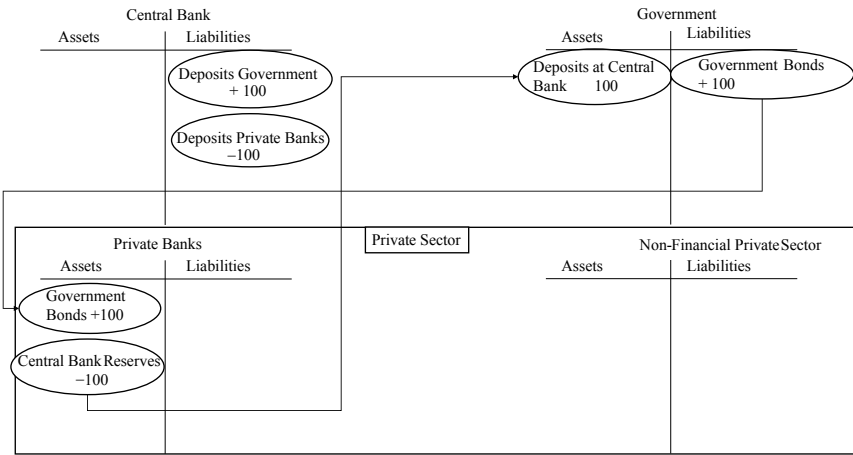 Central Bank
Assets Liabilities
Deposits Government
+ 100
Deposits Private Banks
−100
Government
Assets Liabilities
Deposits at Central
Bank 100
Government Bonds
+ 100
Private Sector
Private Banks
Assets Liabilities
Government
Bonds +100
Central Bank Reserves
−100
Non-Financial Private Sector
Assets Liabilities